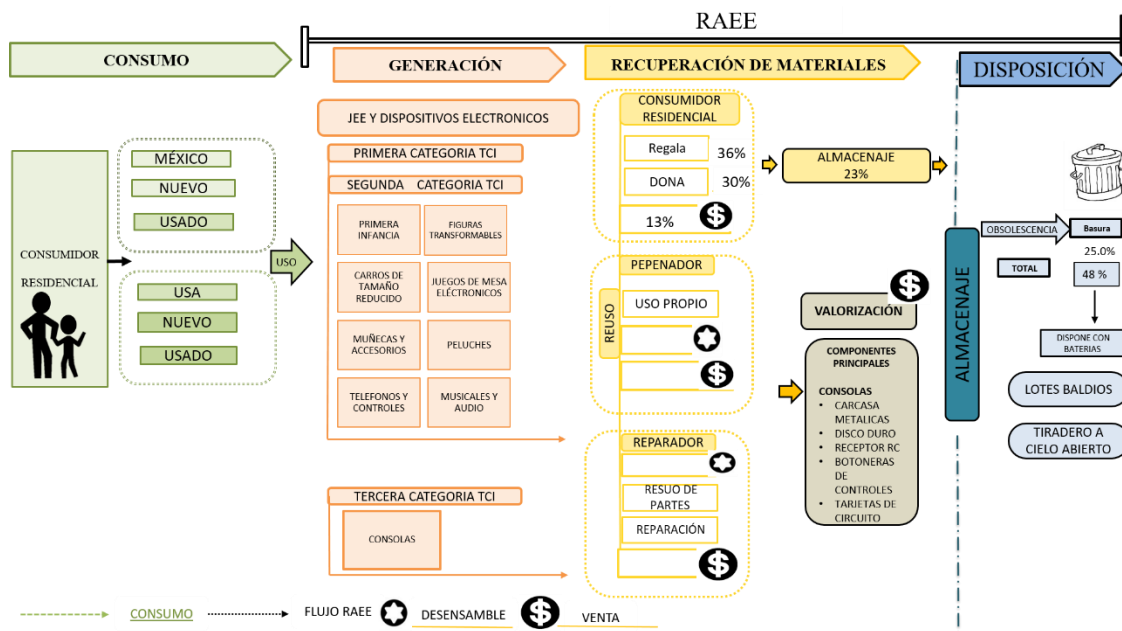 RAEE
CONSUMO
GENERACIÓN
RECUPERACIÓN DE MATERIALES
DISPOSICIÓN
CONSUMIDOR
RESIDENCIAL
MÉXICO
NUEVO
USADO
USA
NUEVO
USADO
USO
JEE Y DISPOSITIVOS ELECTRONICOS
PRIMERA CATEGORIA TCI
SEGUNDA CATEGORIA TCI
PRIMERA
INFANCIA
FIGURAS
TRANSFORMABLES
CARROS DE
TAMAÑO
REDUCIDO
JUEGOS DE MESA
ELÉCTRONICOS
MUÑECAS Y
ACCESORIOS
PELUCHES
TELEFONOS Y
CONTROLES
MUSICALES Y
AUDIO
TERCERA CATEGORIA TCI
CONSOLAS
CONSUMIDOR
RESIDENCIAL
Regala 36%
DONA 30%
13% $
REUSO
PEPENADOR
USO PROPIO
$
REPARADOR
RESUO DE
PARTES
REPARACIÓN
$
ALMACENAJE
23%
$
VALORIZACIÓN
COMPONENTES
PRINCIPALES
CONSOLAS
• CARCASA
METALICAS
• DISCO DURO
• RECEPTOR RC
• BOTONERAS
DE
CONTROLES
• TARJETAS DE
CIRCUITO
ALMACENAJE
OBSOLESCENCIA
Basura
25.0%
TOTAL
48 %
DISPONE CON
BATERIAS
LOTES BALDIOS
TIRADERO A
CIELO ABIERTO
CONSUMO
FLUJO RAEE
DESENSAMBLE
$
VENTA